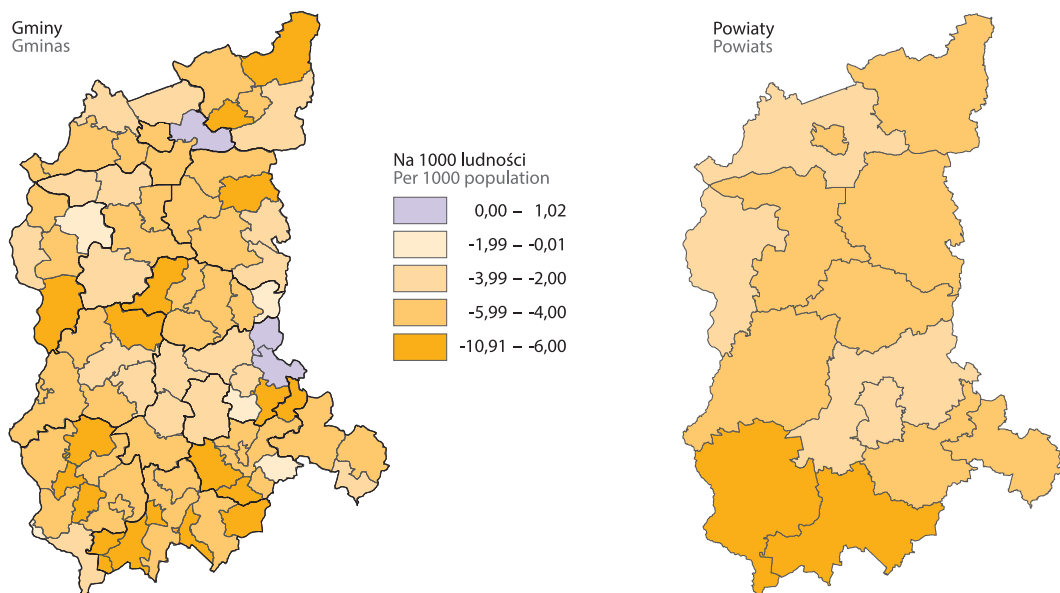 Gminy
Gminas
Powiaty
Powiats
Na 1000 ludności
Per 1000 population
0,00 – 1,02
-1,99 – -0,01
-3,99 – -2,00
-5,99 – -4,00
-10,91 – -6,00